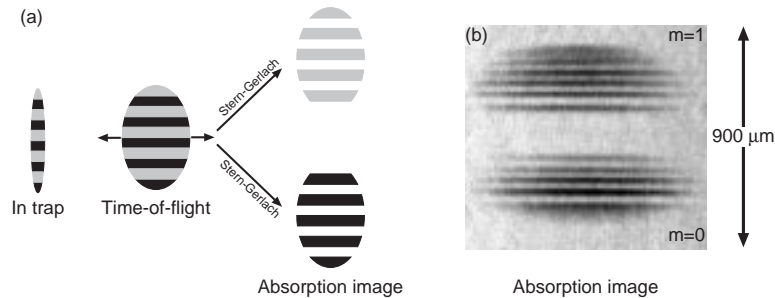 (a)
Stern-Gerlach
Stern-Gerlach
In trap
Time-of-flight
Absorption image
(b)
m=1
900 μm
m=0
Absorption image